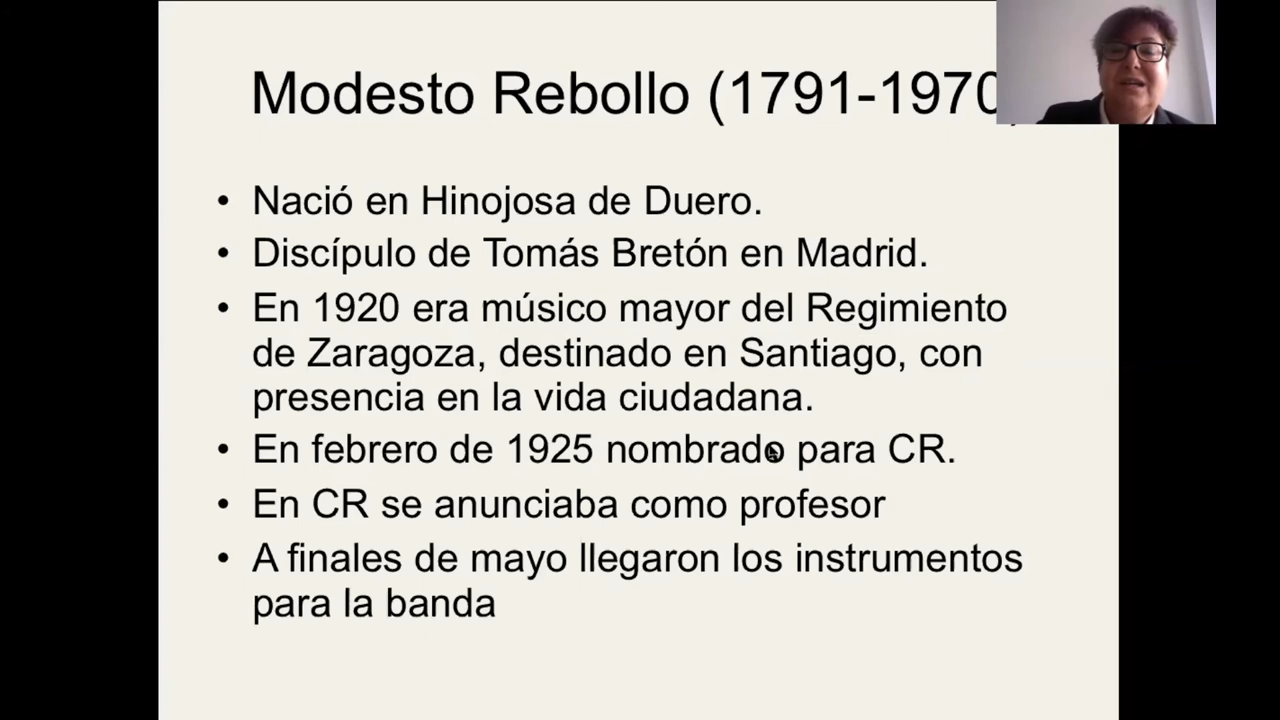 Modesto Rebollo (1791-1970)
• Nació en Hinojosa de Duero.
• Discípulo de Tomás Bretón en Madrid.
• En 1920 era músico mayor del Regimiento
de Zaragoza, destinado en Santiago, con
presencia en la vida ciudadana.
• En febrero de 1925 nombrado para CR.
• En CR se anunciaba como profesor
• A finales de mayo llegaron los instrumentos
para la banda